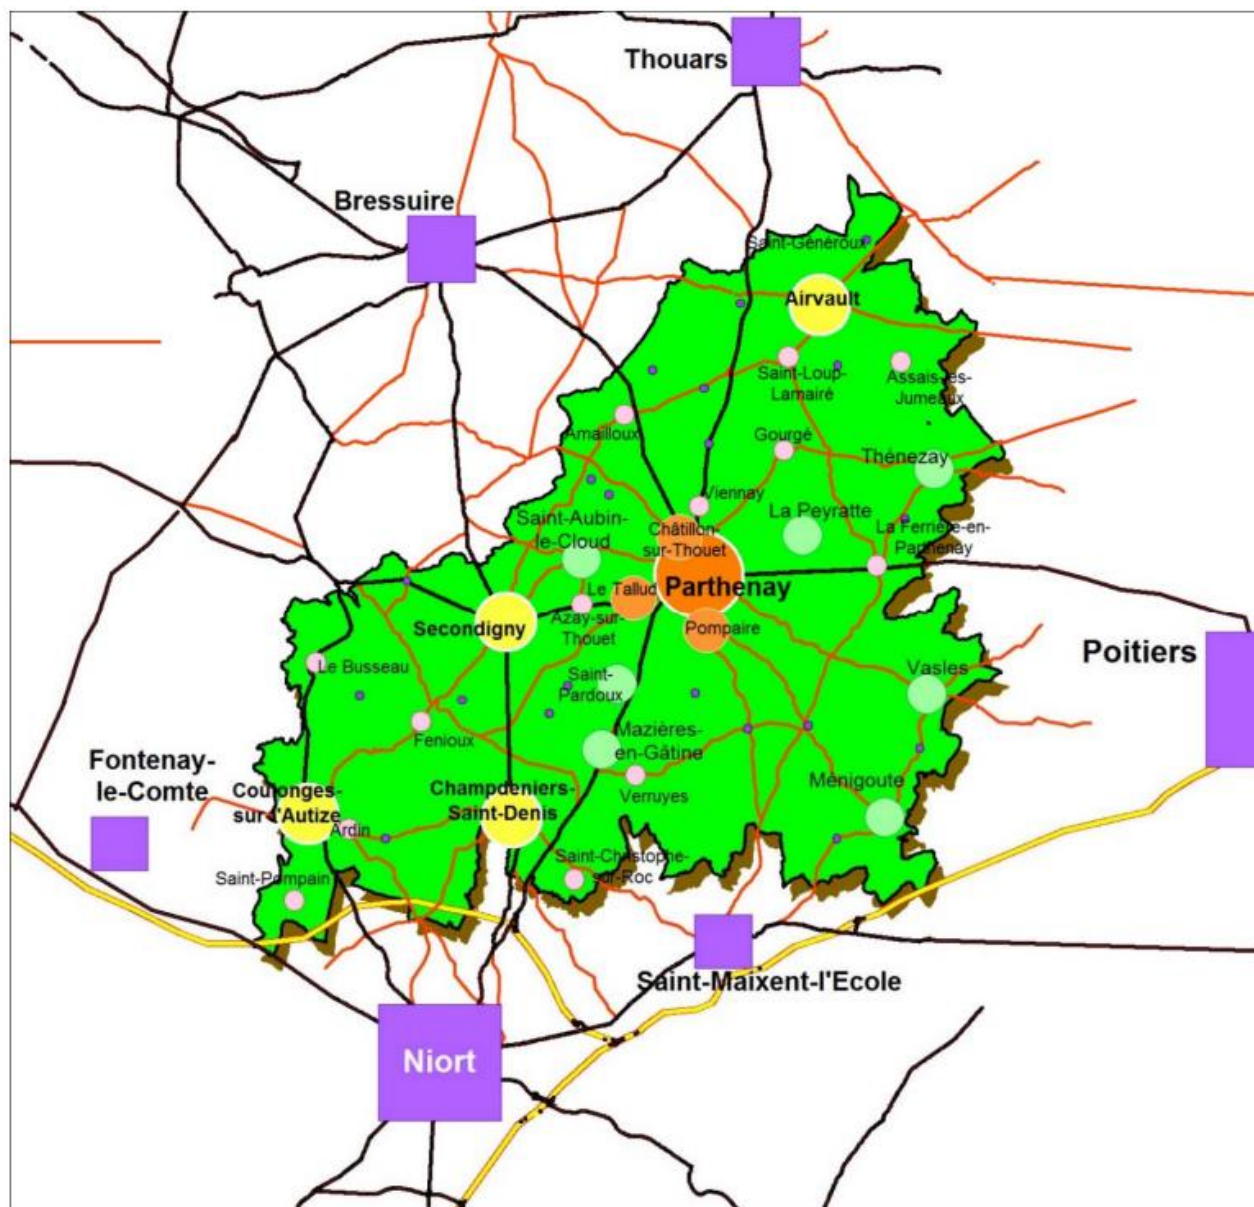 Thouars
Bressuire
Saint-Généroux
Airvault
Saint-Loup-
Lamairé
Assais-les-
Jumeaux
Amailloux
Gourgé
Thénezay
Viennay
La Peyratte
Saint-Aubin-
le-Cloud
Châtillon-
sur-Thouet
La Ferrière-en-
Parthenay
Le Tallud
Parthenay
Azay-sur-
Thouet
Secondigny
Pompaire
Poitiers
Le Busseau
Saint-
Pardoux
Vasles
Fenioux
Mazières-
en-Gâtine
Fontenay-
le-Comte
Ménigoute
Coulonges-
sur-l'Autize
Champdeniers-
Saint-Denis
Verruyes
Ardin
Saint-Christophe-
sur-Roc
Saint-Pompain
Saint-Maixent-l'Ecole
Niort